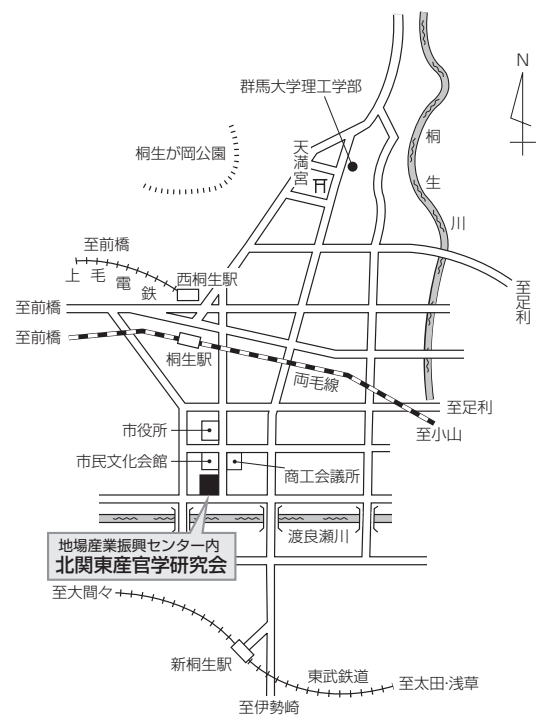 N
群馬大学理工学部
桐生川
天満宮
桐生が岡公園
至前橋
上毛電鉄
西桐生駅
至足利
至前橋
至前橋
桐生駅
両毛線
至足利
市役所
至小山
市民文化会館
商工会議所
渡良瀬川
地場産業振興センター内
北関東産官学研究会
至大間々
新桐生駅
東武鉄道
至太田・浅草
至伊勢崎